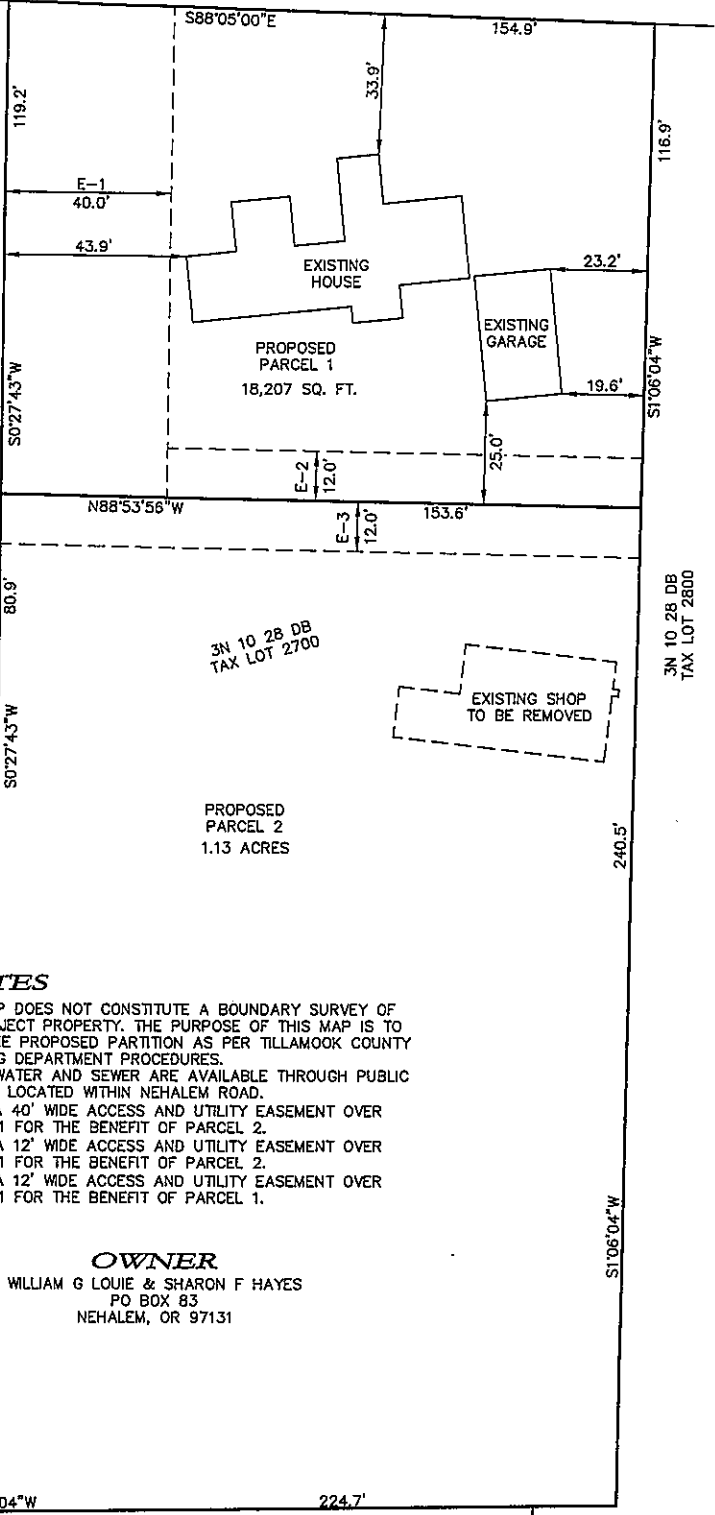 S88°05'00"E
154.9'
119.2'
33.9'
116.9'
E-1
40.0'
43.9'
EXISTING
HOUSE
23.2'
EXISTING
GARAGE
PROPOSED
PARCEL 1
18,207 SQ. FT.
19.6'
S0°27'43"W
S1°06'04"W
25.0'
E-2
12.0'
N88°53'56"W
153.6'
E-3
12.0'
80.9'
3N 10 28 DB
TAX LOT 2700
3N 10 28 DB
TAX LOT 2800
EXISTING SHOP
TO BE REMOVED
S0°27'43"W
PROPOSED
PARCEL 2
1.13 ACRES
240.5'
TES
P DOES NOT CONSTITUTE A BOUNDARY SURVEY OF
JECT PROPERTY. THE PURPOSE OF THIS MAP IS TO
E PROPOSED PARTITION AS PER TILLAMOOK COUNTY
G DEPARTMENT PROCEDURES.
WATER AND SEWER ARE AVAILABLE THROUGH PUBLIC
LOCATED WITHIN NEHALEM ROAD.
A 40' WIDE ACCESS AND UTILITY EASEMENT OVER
1 FOR THE BENEFIT OF PARCEL 2.
A 12' WIDE ACCESS AND UTILITY EASEMENT OVER
1 FOR THE BENEFIT OF PARCEL 2.
A 12' WIDE ACCESS AND UTILITY EASEMENT OVER
1 FOR THE BENEFIT OF PARCEL 1.
S1°06'04"W
OWNER
WILLIAM G LOUIE & SHARON F HAYES
PO BOX 83
NEHALEM, OR 97131
04"W
224.7'